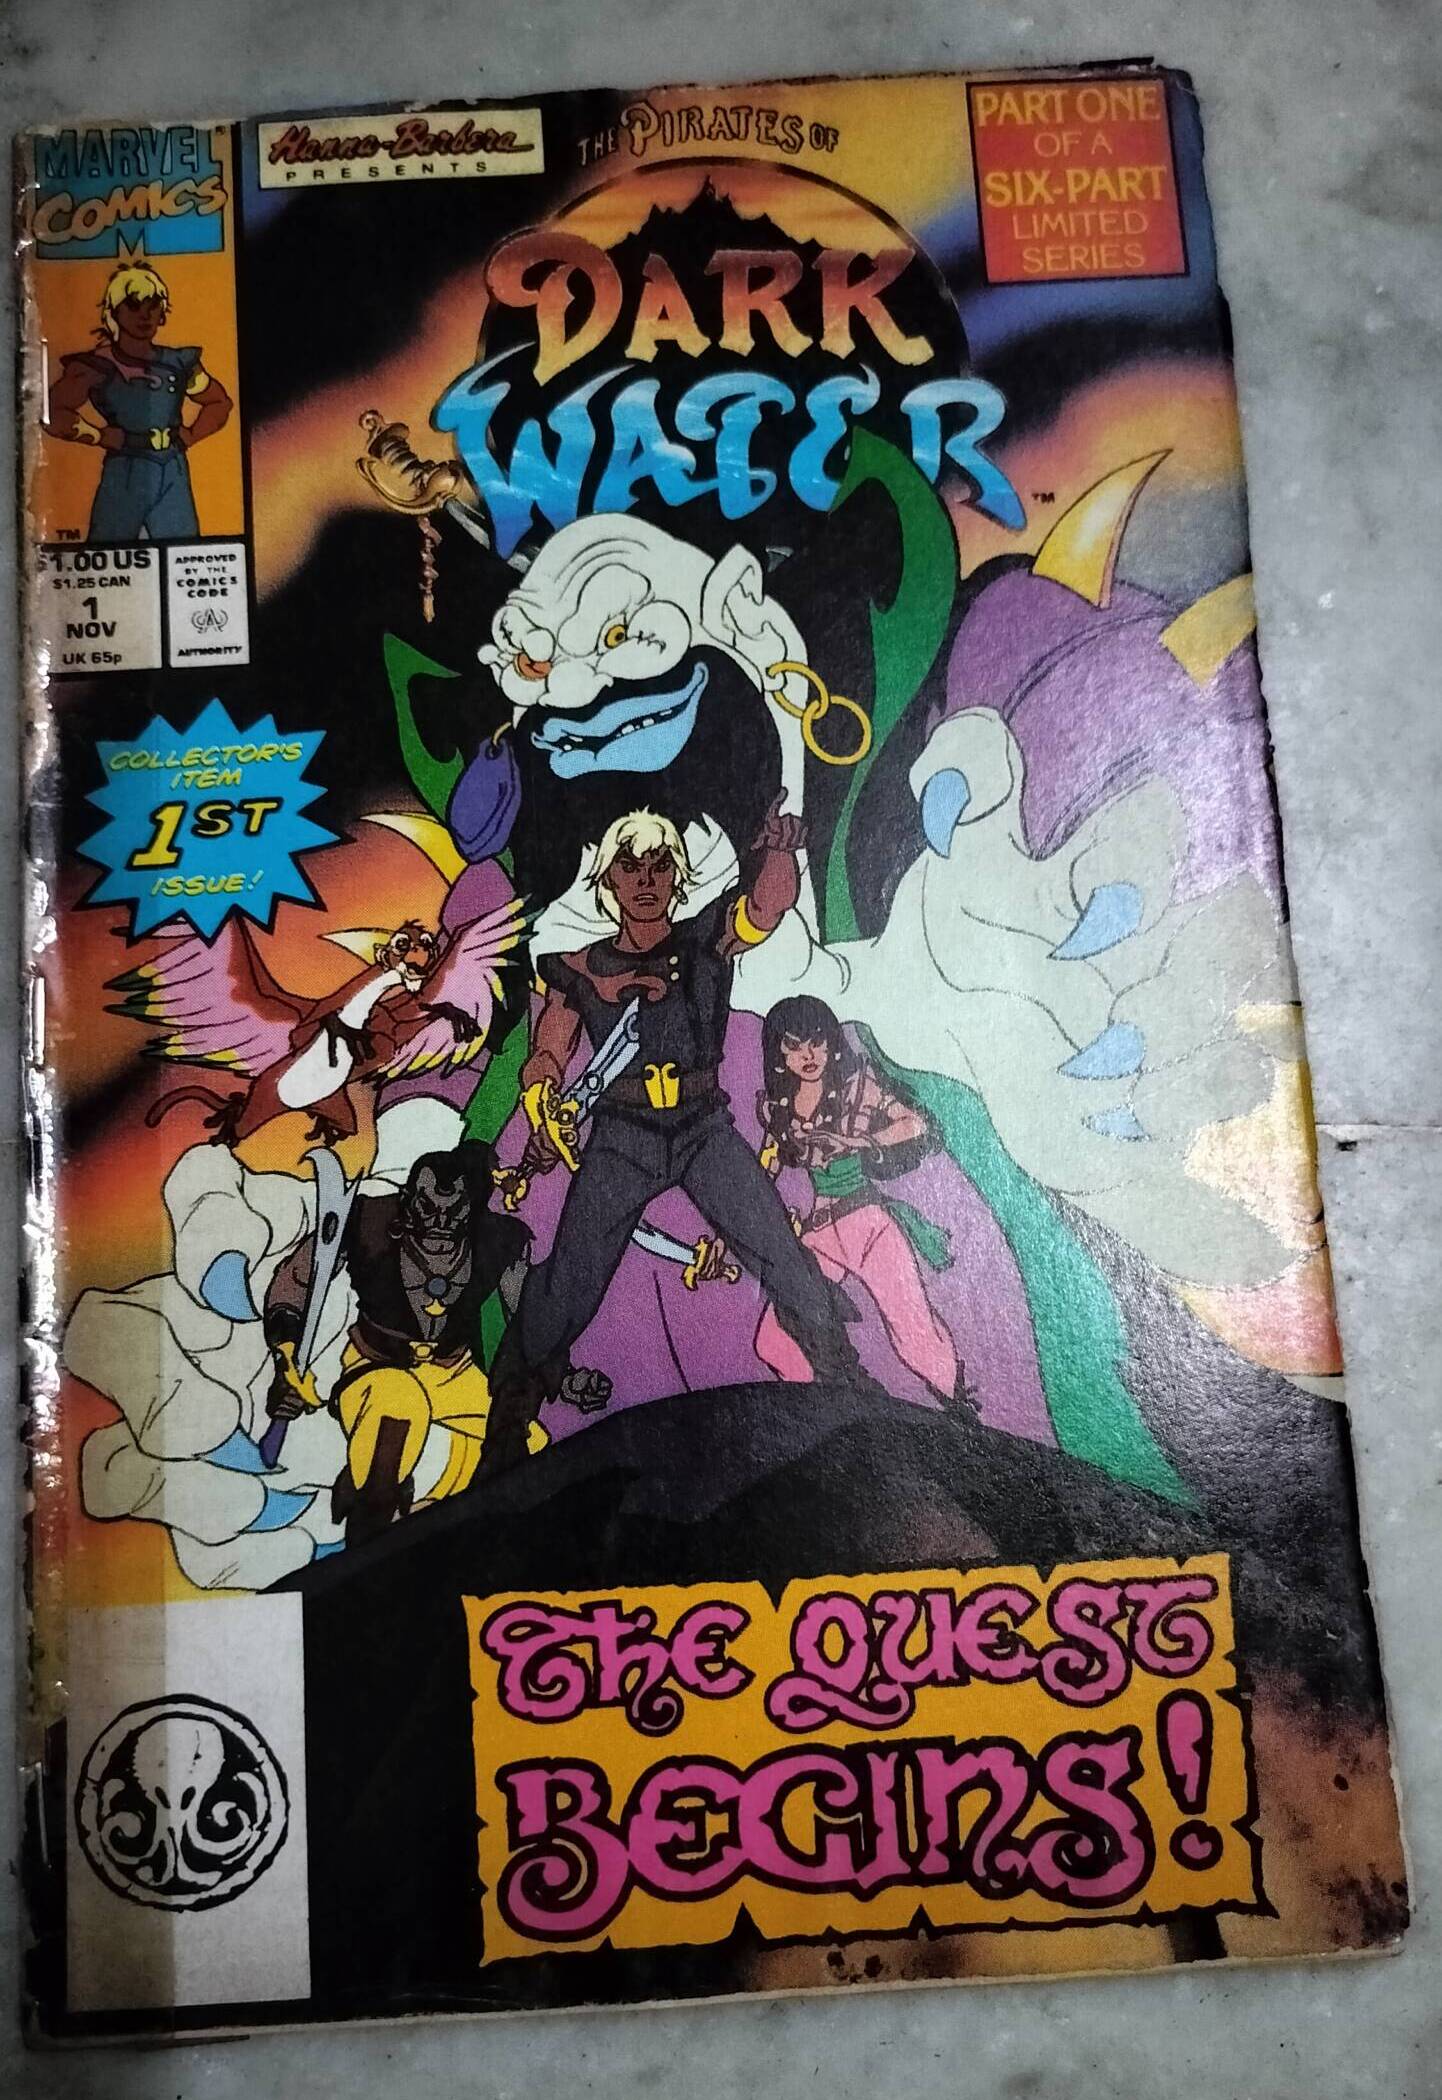 MARVEL
COMICS
M
Hanna-Barbera
PRESENTS
THE PIRATES OF
DARK
WATER
TM
PART ONE
OF A
SIX-PART
LIMITED
SERIES
TM
$1.00 US
$1.25 CAN
1
NOV
UK 65p
APPROVED
BY THE
COMICS
CODE
CA
AUTHORITY
COLLECTOR'S
ITEM
1ST
ISSUE!
THE QUEST
BEGINS!